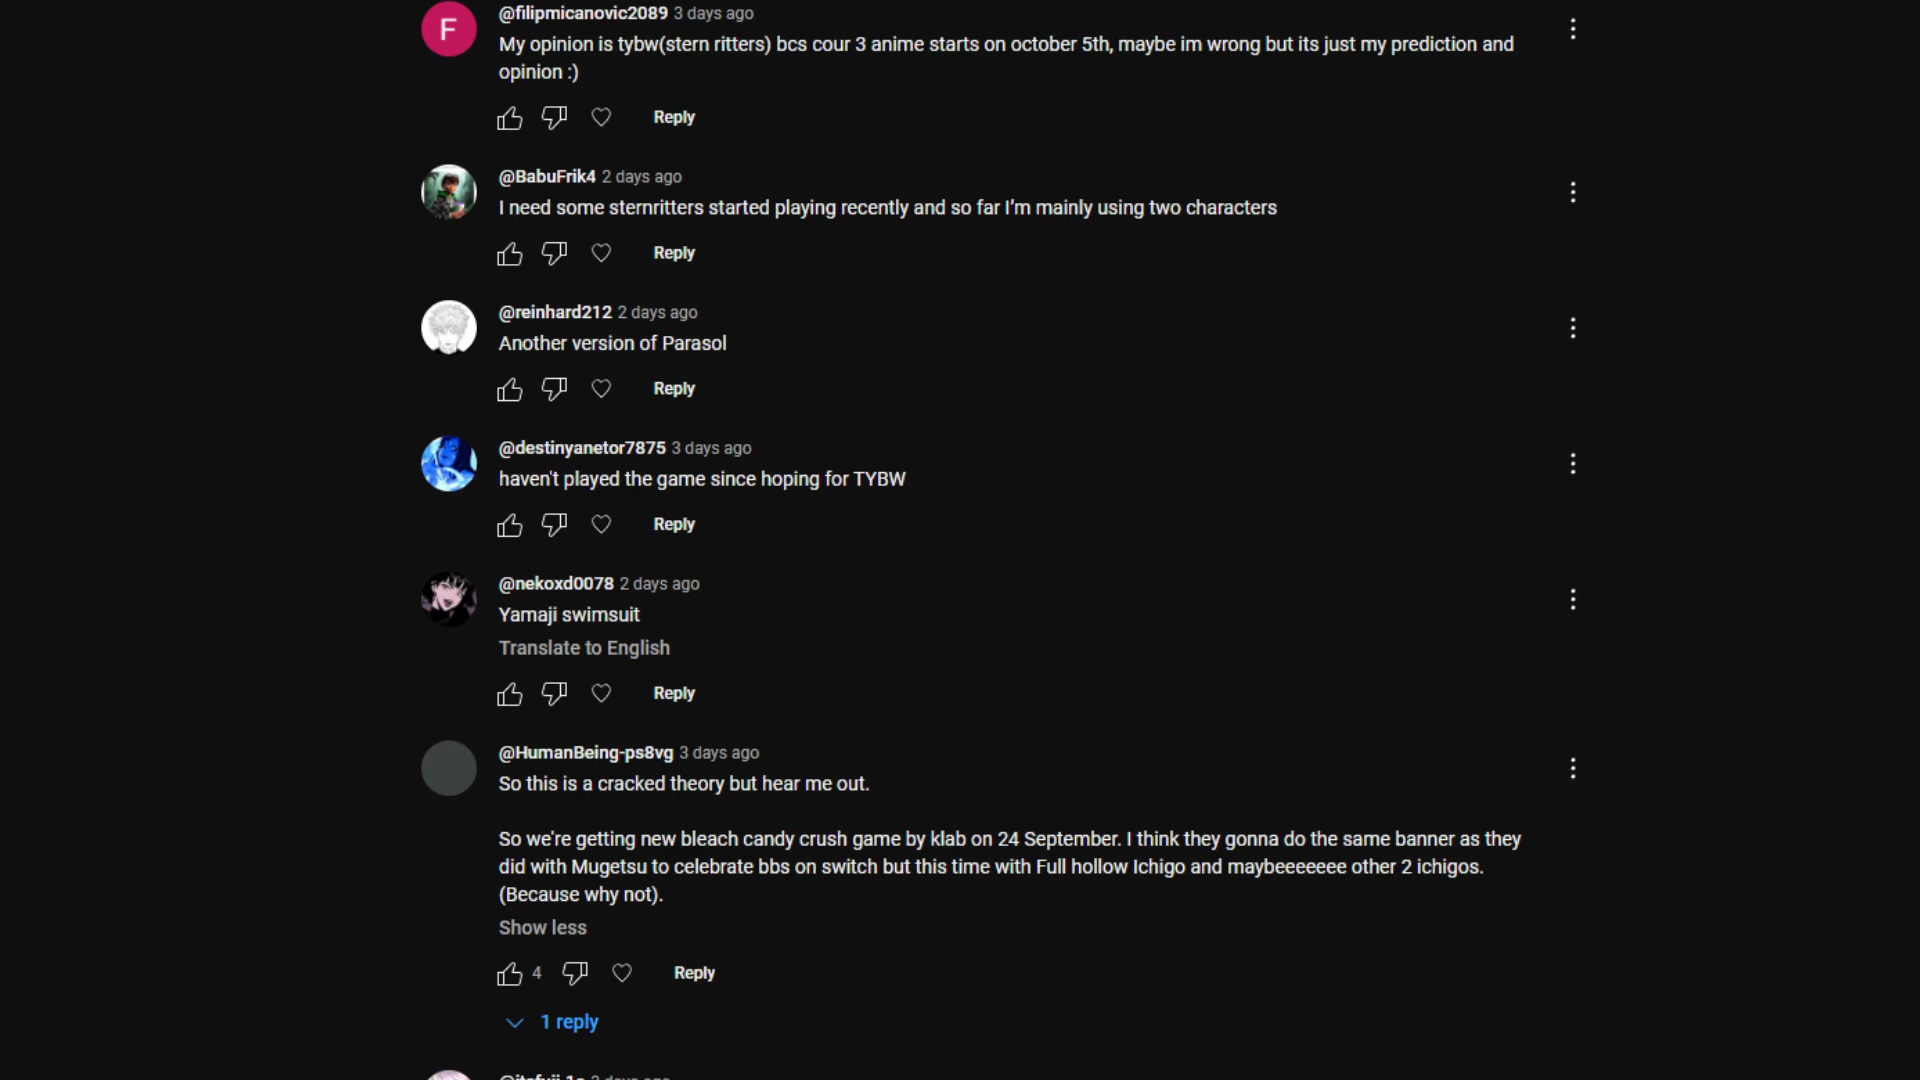 F
@filipmicanovic2089 3 days ago
My opinion is tybw(stern ritters) bcs cour 3 anime starts on october 5th, maybe im wrong but its just my prediction and
opinion :)
Reply
@BabuFrik4 2 days ago
I need some sternritters started playing recently and so far I’m mainly using two characters
Reply
@reinhard212 2 days ago
Another version of Parasol
Reply
@destinyanetor7875 3 days ago
haven't played the game since hoping for TYBW
Reply
@nekoxd0078 2 days ago
Yamaji swimsuit
Translate to English
Reply
@HumanBeing-ps8vg 3 days ago
So this is a cracked theory but hear me out.
So we're getting new bleach candy crush game by klab on 24 September. I think they gonna do the same banner as they
did with Mugetsu to celebrate bbs on switch but this time with Full hollow Ichigo and maybeeeeeee other 2 ichigos.
(Because why not).
Show less
4 Reply
1 reply